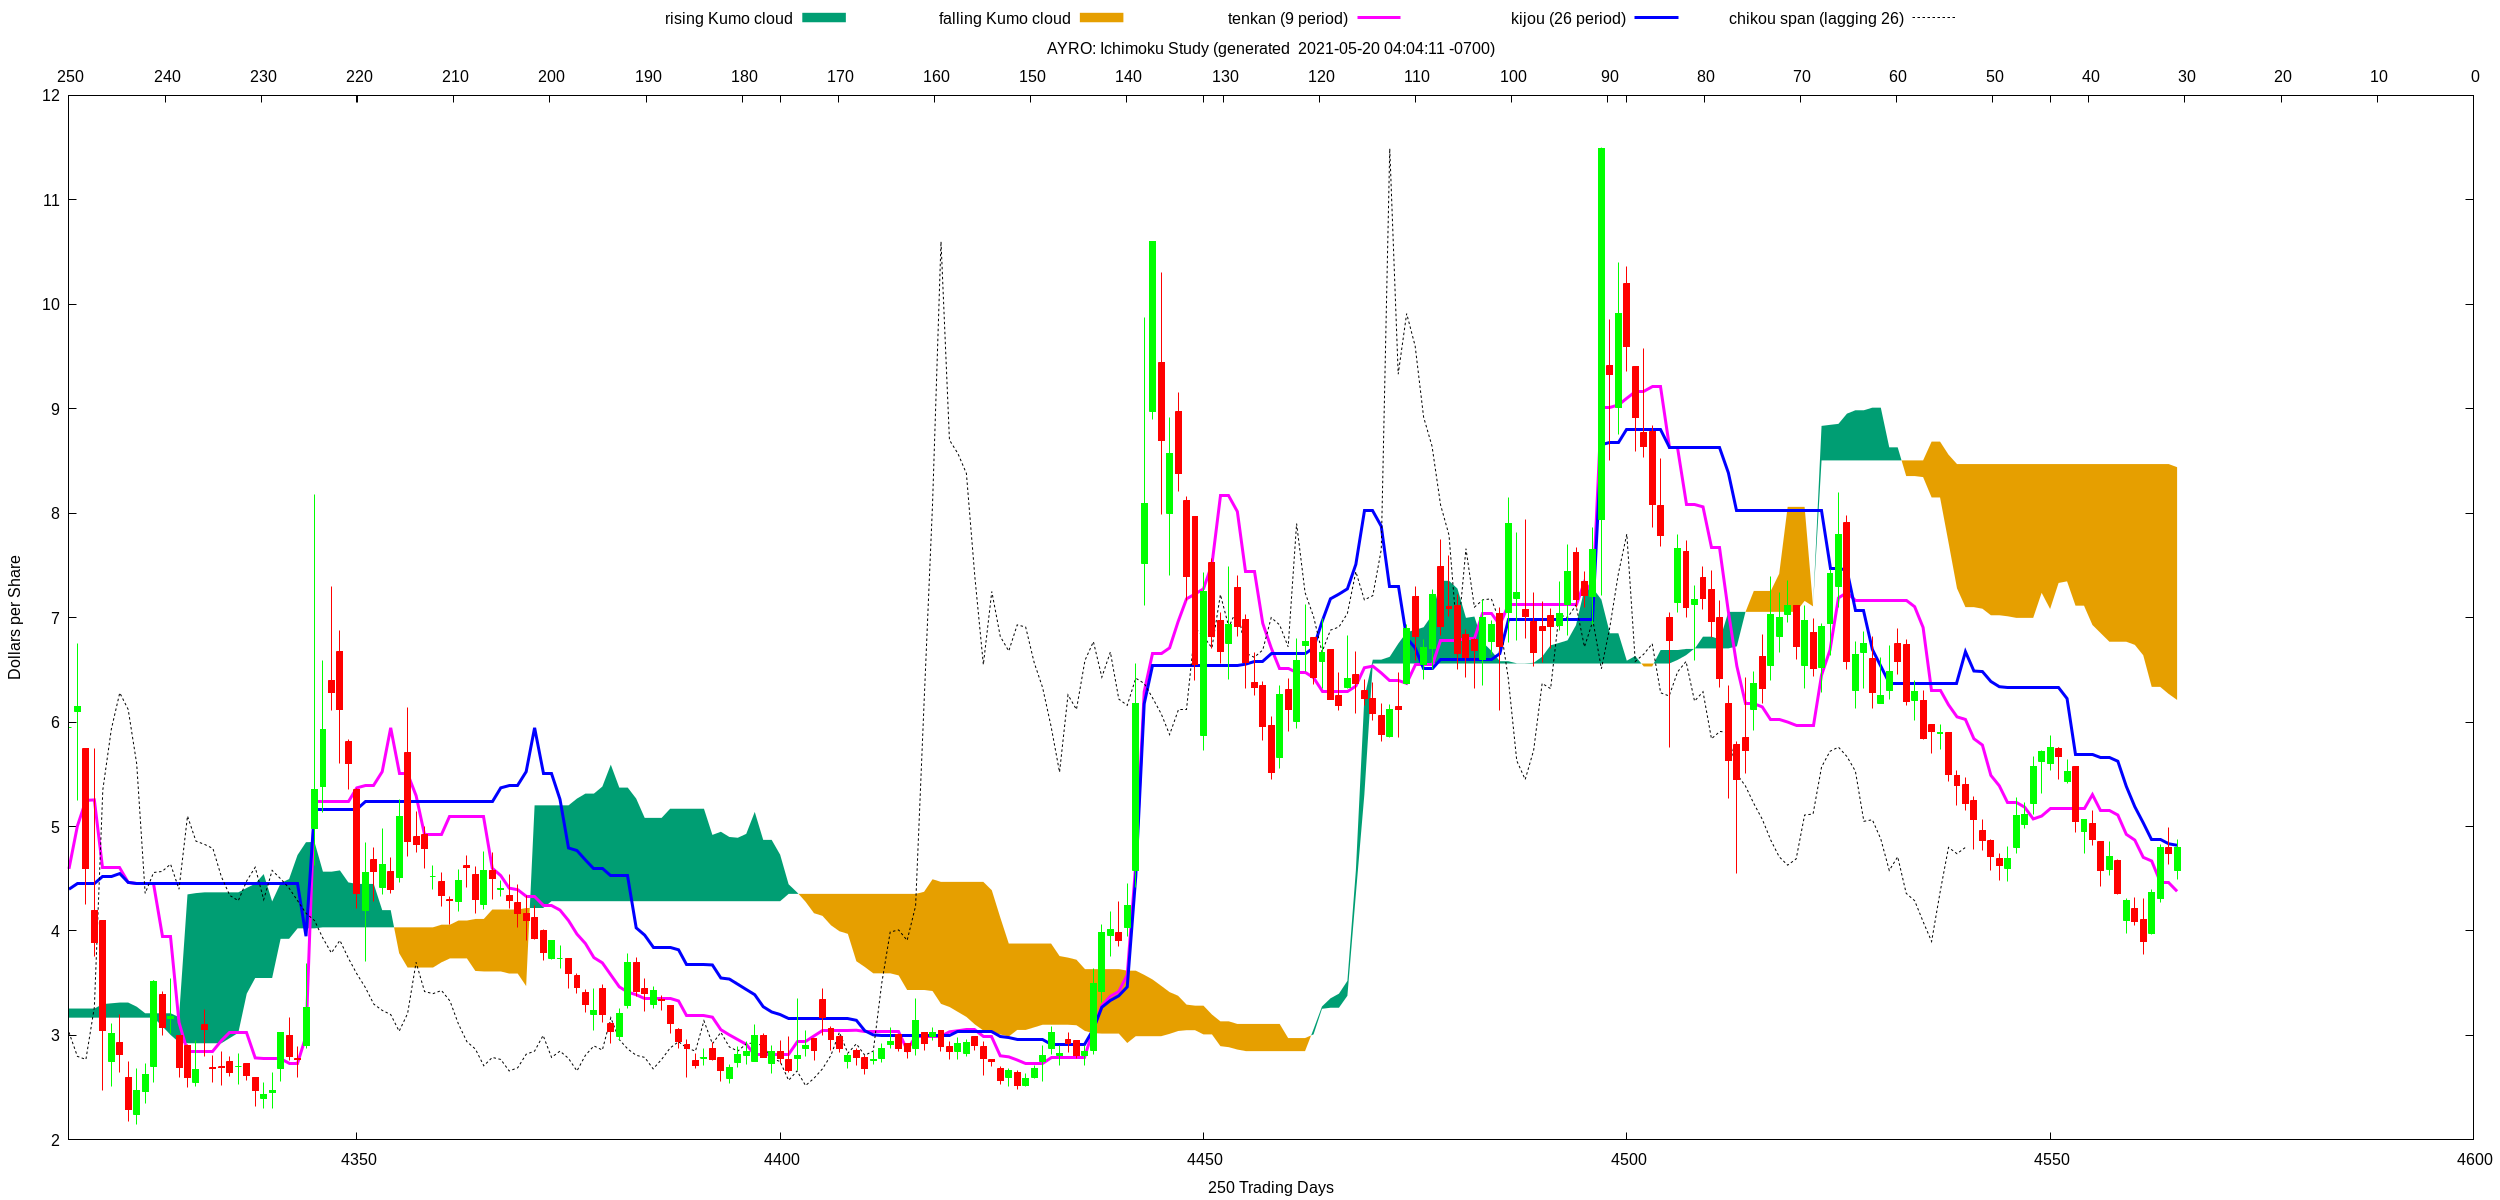 rising Kumo cloud falling Kumo cloud tenkan (9 period) kijou (26 period) chikou span (lagging 26)
AYRO: Ichimoku Study (generated  2021-05-20 04:04:11 -0700)
250 240 230 220 210 200 190 180 170 160 150 140 130 120 110 100 90 80 70 60 50 40 30 20 10 0
12
11
10
9
8
7
6
5
4
3
2
Dollars per Share
4350 4400 4450 4500 4550 4600
250 Trading Days